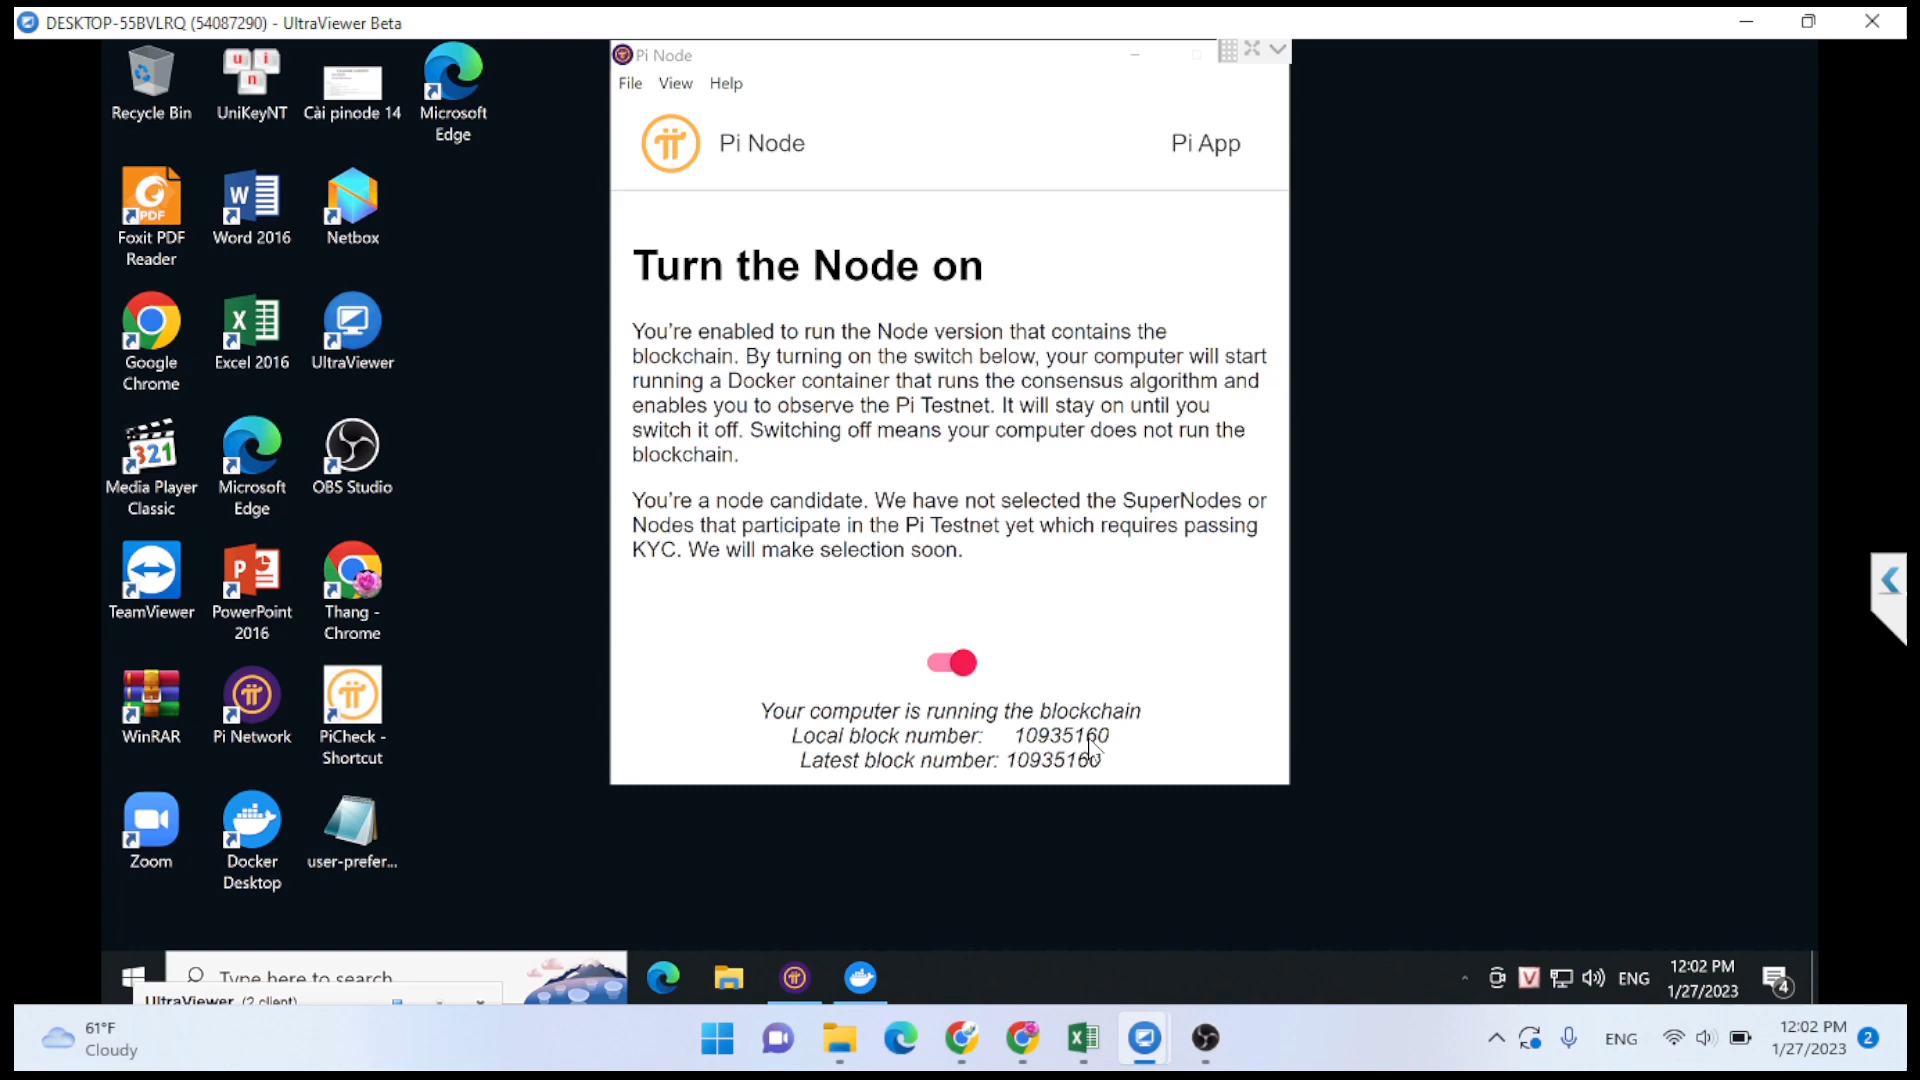 DESKTOP-55BVLRQ (54087290) - UltraViewer Beta
Recycle Bin
UniKeyNT
Cài pinode 14
Microsoft
Edge
Foxit PDF
Reader
Word 2016
Netbox
Google
Chrome
Excel 2016
UltraViewer
Media Player
Classic
Microsoft
Edge
OBS Studio
TeamViewer
PowerPoint
2016
Thang -
Chrome
WinRAR
Pi Network
PiCheck -
Shortcut
Zoom
Docker
Desktop
user-prefer...
Pi Node
File View Help
Pi Node
Pi App
Turn the Node on
You're enabled to run the Node version that contains the
blockchain. By turning on the switch below, your computer will start
running a Docker container that runs the consensus algorithm and
enables you to observe the Pi Testnet. It will stay on until you
switch it off. Switching off means your computer does not run the
blockchain.
You're a node candidate. We have not selected the SuperNodes or
Nodes that participate in the Pi Testnet yet which requires passing
KYC. We will make selection soon.
Your computer is running the blockchain
Local block number: 10935160
Latest block number: 10935160
Type here to search
UltraViewer (2 client)
ENG
12:02 PM
1/27/2023
4
61°F
Cloudy
ENG
12:02 PM
1/27/2023
2